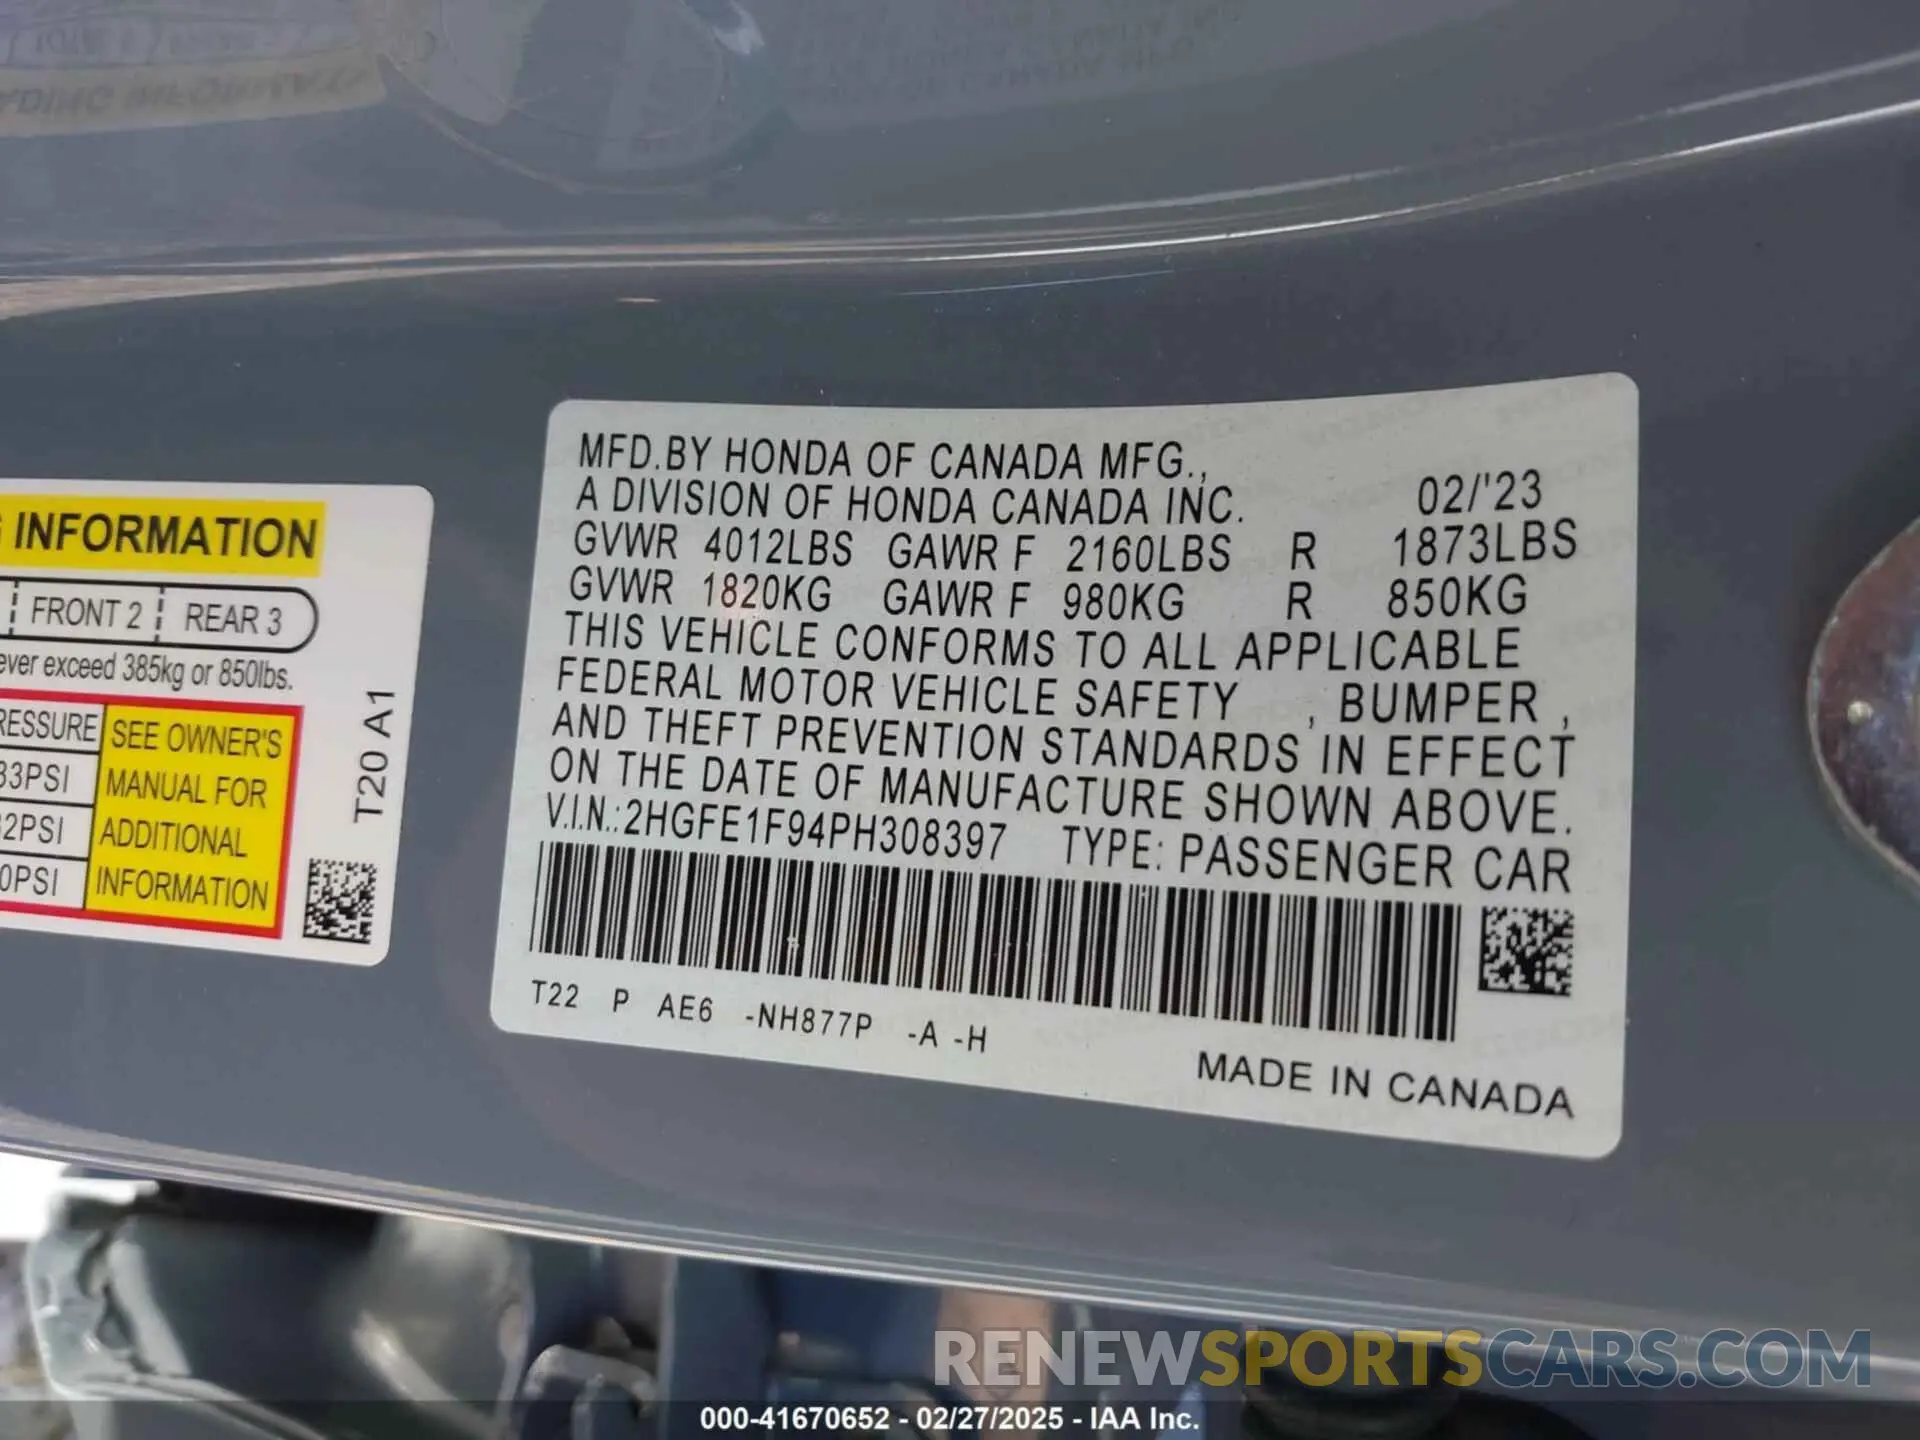 MFD.BY HONDA OF CANADA MFG.,
A DIVISION OF HONDA CANADA INC. 02/'23
GVWR 4012LBS GAWR F 2160LBS R 1873LBS
GVWR 1820KG GAWR F 980KG R 850KG
THIS VEHICLE CONFORMS TO ALL APPLICABLE
FEDERAL MOTOR VEHICLE SAFETY , BUMPER ,
AND THEFT PREVENTION STANDARDS IN EFFECT
ON THE DATE OF MANUFACTURE SHOWN ABOVE.
V.I.N.:2HGFE1F94PH308397 TYPE: PASSENGER CAR
T22 P AE6 -NH877P -A -H
MADE IN CANADA
INFORMATION
FRONT 2 REAR 3
ever exceed 385kg or 850lbs.
RESSURE SEE OWNER'S
33PSI MANUAL FOR
2PSI ADDITIONAL
0PSI INFORMATION
T20 A1
RENEWSPORTSCARS.COM
000-41670652 - 02/27/2025 - IAA Inc.